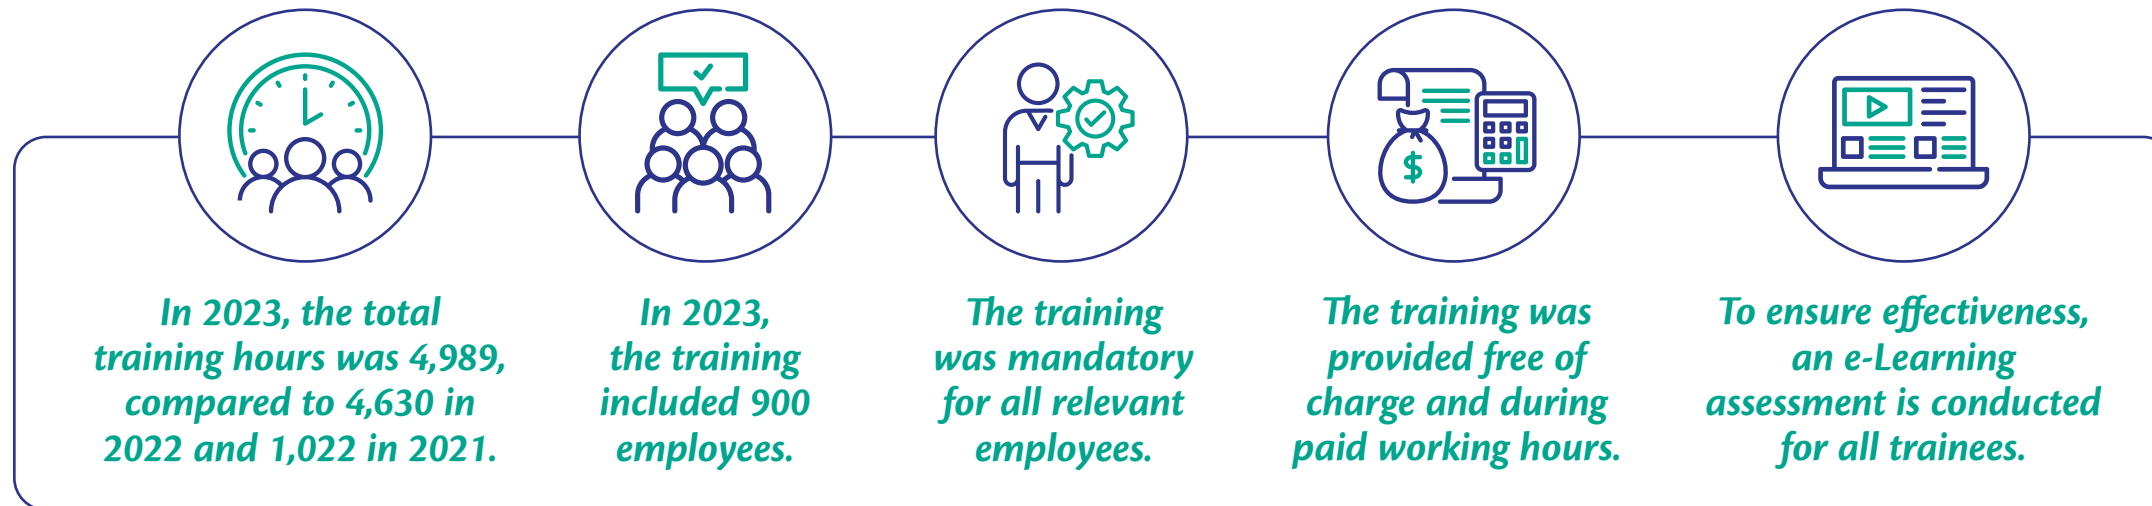 In 2023, the total
training hours was 4,989,
compared to 4,630 in
2022 and 1,022 in 2021.
In 2023,
the training
included 900
employees.
The training
was mandatory
for all relevant
employees.
The training was
provided free of
charge and during
paid working hours.
To ensure effectiveness,
an e-Learning
assessment is conducted
for all trainees.
$